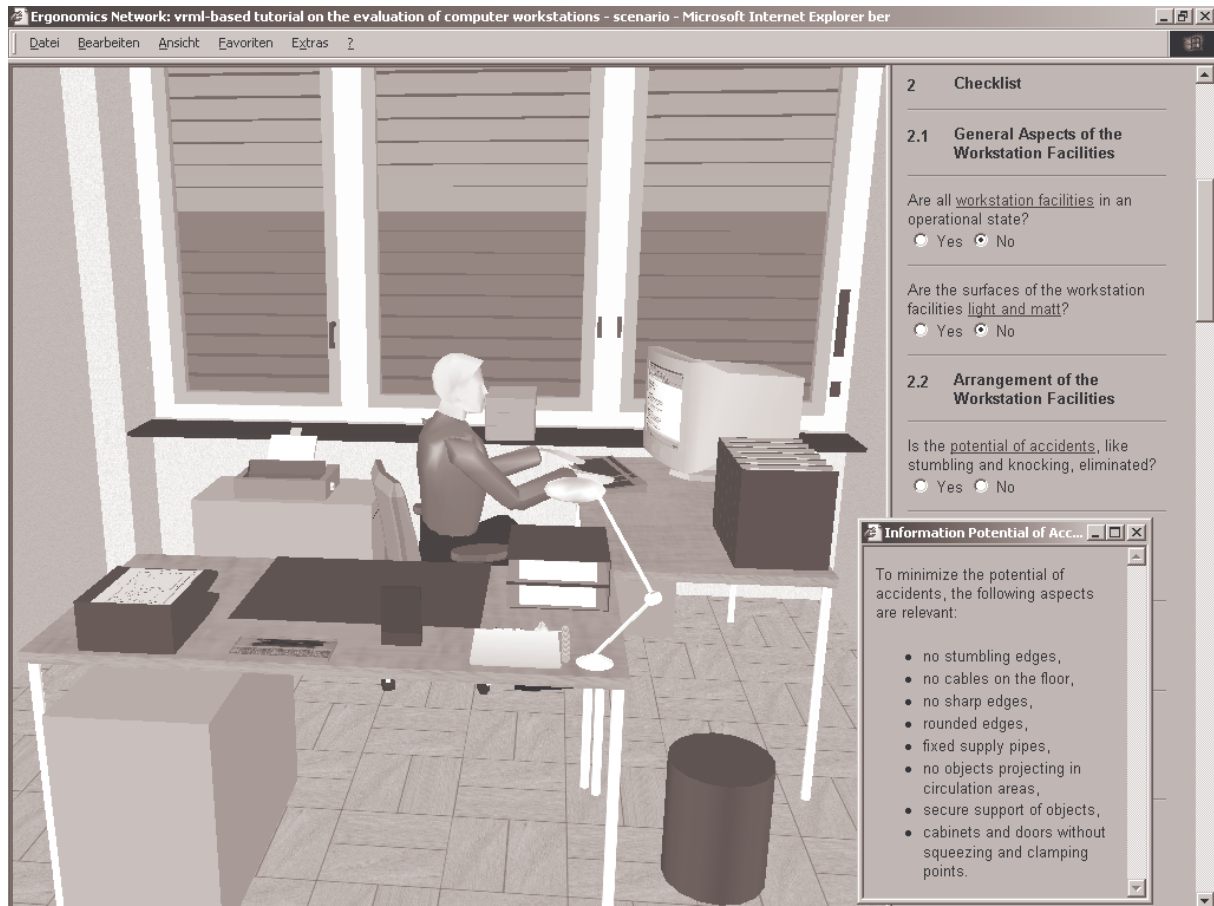 Ergonomics Network: vrml-based tutorial on the evaluation of computer workstations - scenario - Microsoft Internet Explorer ber
Datei Bearbeiten Ansicht Favoriten Extras ?
2 Checklist
2.1 General Aspects of the
Workstation Facilities
Are all workstation facilities in an
operational state?
Yes No
Are the surfaces of the workstation
facilities light and matt?
Yes No
2.2 Arrangement of the
Workstation Facilities
Is the potential of accidents, like
stumbling and knocking, eliminated?
Yes No
Information Potential of Acc...
To minimize the potential of
accidents, the following aspects
are relevant:
• no stumbling edges,
• no cables on the floor,
• no sharp edges,
• rounded edges,
• fixed supply pipes,
• no objects projecting in
circulation areas,
• secure support of objects,
• cabinets and doors without
squeezing and clamping
points.